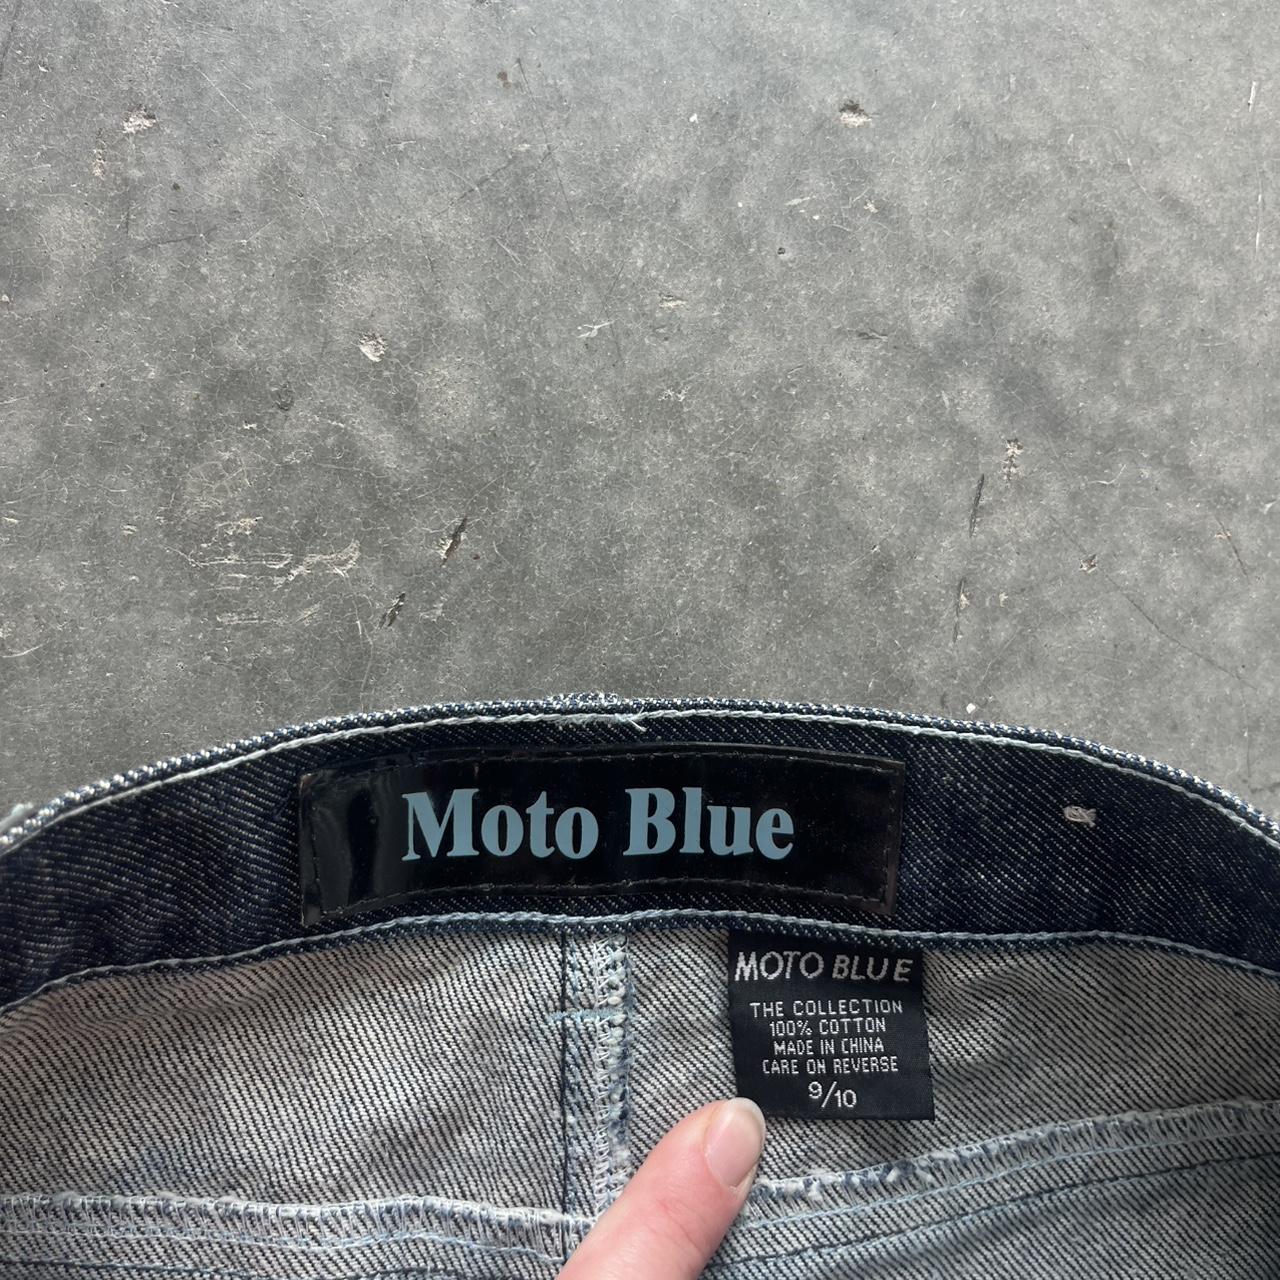 Moto Blue
MOTO BLUE
THE COLLECTION
100% COTTON
MADE IN CHINA
CARE ON REVERSE
9/10